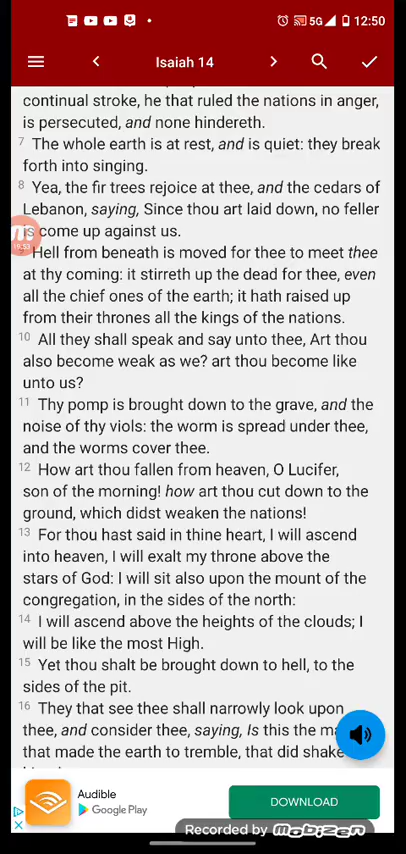 5G 12:50
Isaiah 14
continual stroke, he that ruled the nations in anger,
is persecuted, and none hindereth.
7 The whole earth is at rest, and is quiet: they break
forth into singing.
8 Yea, the fir trees rejoice at thee, and the cedars of
Lebanon, saying, Since thou art laid down, no feller
is come up against us.
Hell from beneath is moved for thee to meet thee
at thy coming: it stirreth up the dead for thee, even
all the chief ones of the earth; it hath raised up
from their thrones all the kings of the nations.
10 All they shall speak and say unto thee, Art thou
also become weak as we? art thou become like
unto us?
11 Thy pomp is brought down to the grave, and the
noise of thy viols: the worm is spread under thee,
and the worms cover thee.
12 How art thou fallen from heaven, O Lucifer,
son of the morning! how art thou cut down to the
ground, which didst weaken the nations!
13 For thou hast said in thine heart, I will ascend
into heaven, I will exalt my throne above the
stars of God: I will sit also upon the mount of the
congregation, in the sides of the north:
14 I will ascend above the heights of the clouds; I
will be like the most High.
15 Yet thou shalt be brought down to hell, to the
sides of the pit.
16 They that see thee shall narrowly look upon
thee, and consider thee, saying, Is this the
that made the earth to tremble, that did shake
Audible
Google Play
DOWNLOAD
Recorded by mobizen